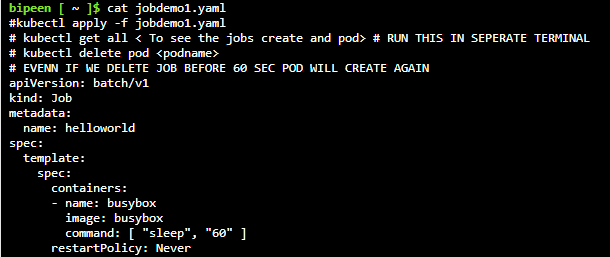 bipeen [ ~ ]$ cat jobdemo1.yaml
#kubectl apply -f jobdemo1.yaml
# kubectl get all < To see the jobs create and pod> # RUN THIS IN SEPERATE TERMINAL
# kubectl delete pod <podname>
# EVENN IF WE DELETE JOB BEFORE 60 SEC POD WILL CREATE AGAIN
apiVersion: batch/v1
kind: Job
metadata:
  name: helloworld
spec:
  template:
    spec:
      containers:
      - name: busybox
        image: busybox
        command: [ "sleep", "60" ]
      restartPolicy: Never